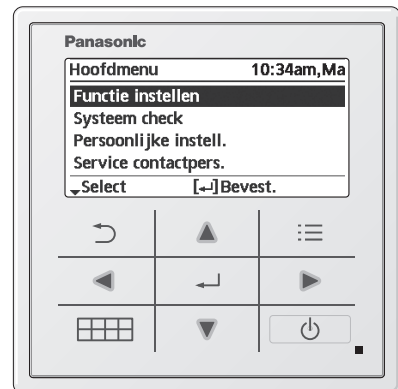 Panasonic
Hoofdmenu 10:34am,Ma
Functie instellen
Systeem check
Persoonlijke instell.
Service contactpers.
Select [↵]Bevest.